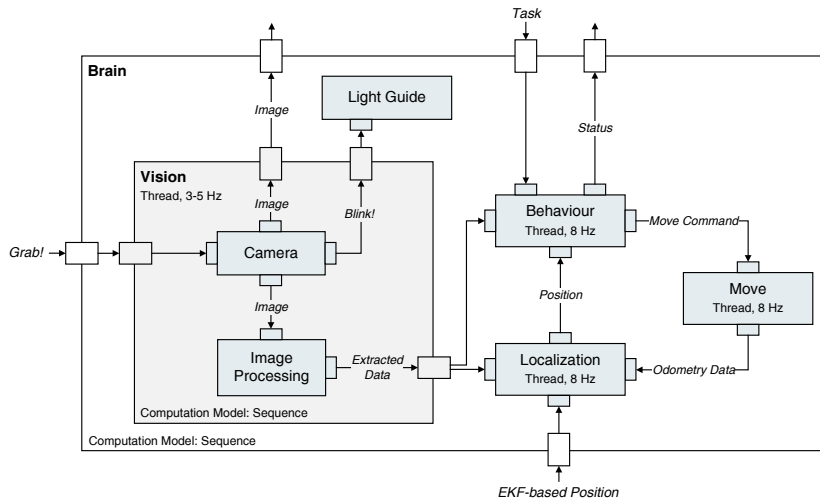 Task
Brain
Image
Light Guide
Status
Vision
Thread, 3-5 Hz
Image
Blink!
Behaviour
Thread, 8 Hz
Move Command
Grab!
Camera
Move
Thread, 8 Hz
Image
Position
Image
Processing
Extracted
Data
Localization
Thread, 8 Hz
Odometry Data
Computation Model: Sequence
Computation Model: Sequence
EKF-based Position